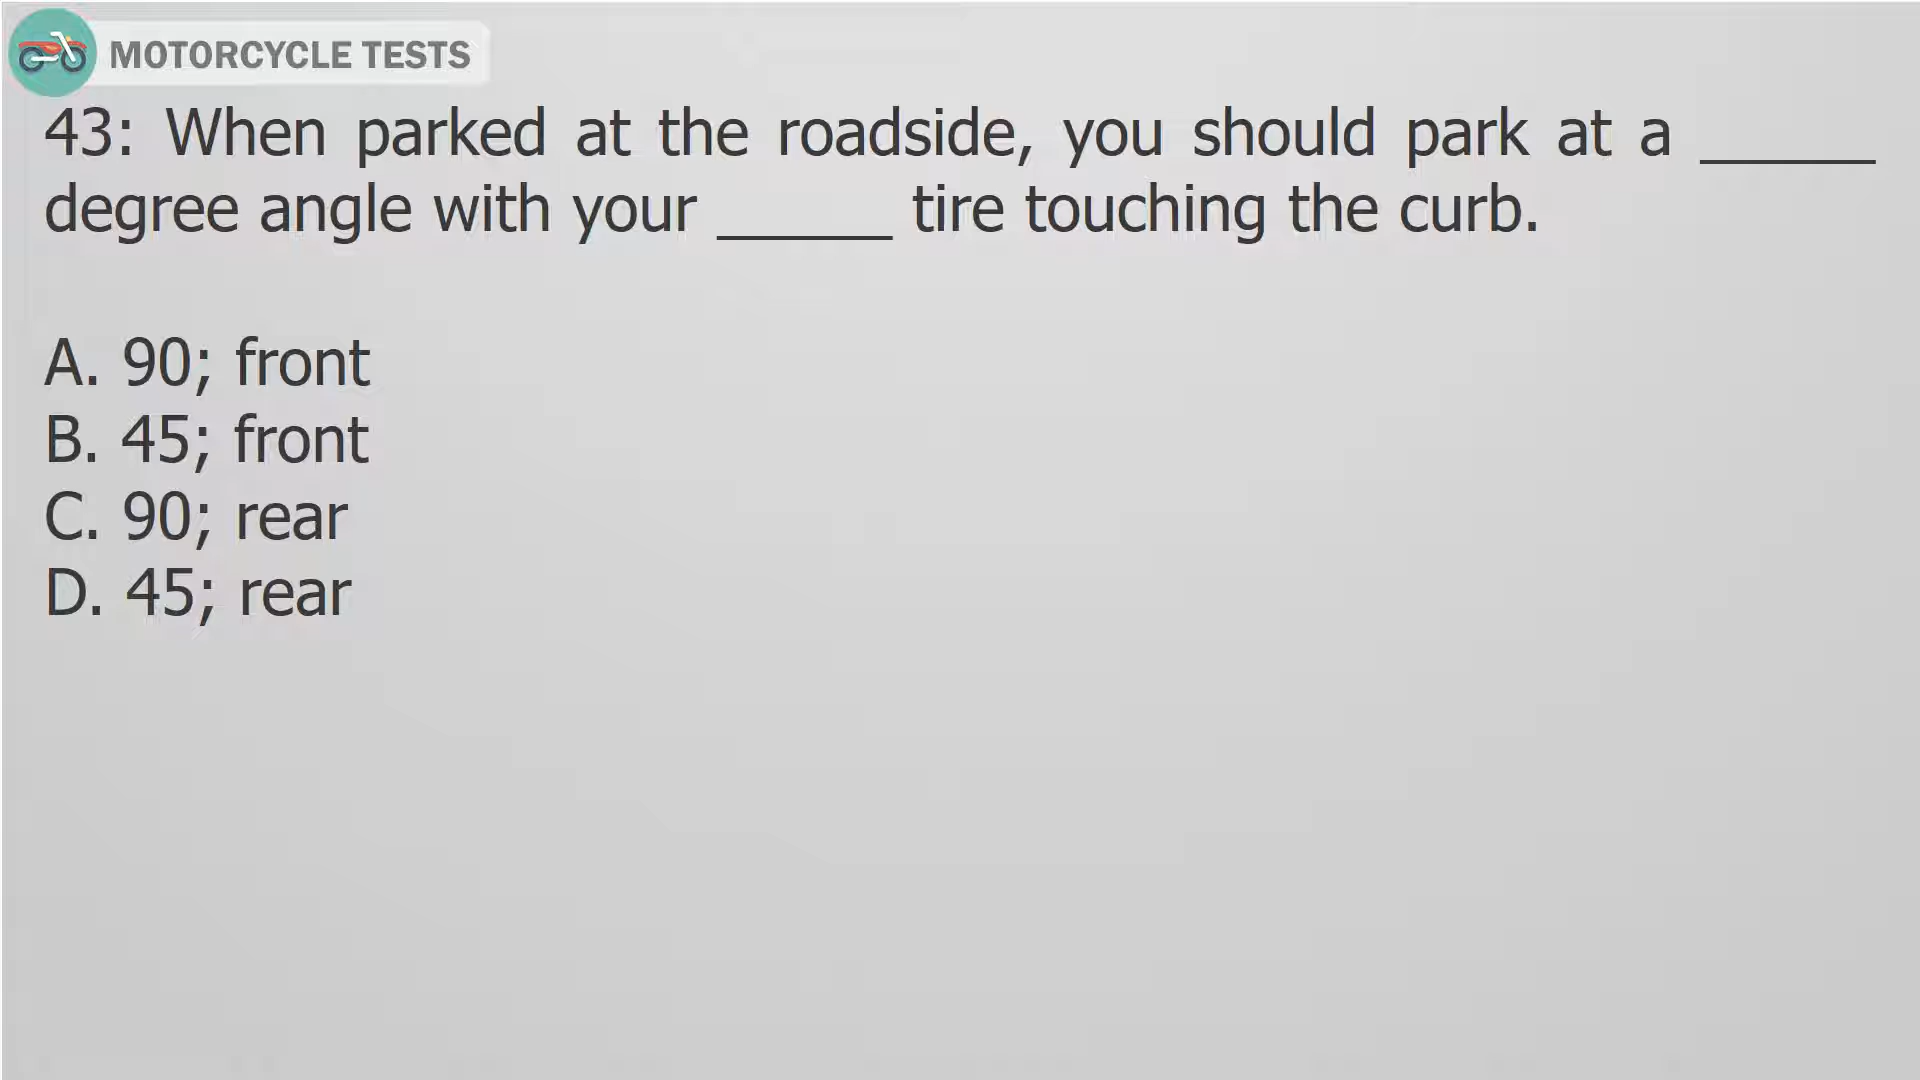 MOTORCYCLE TESTS
43: When parked at the roadside, you should park at a _____
degree angle with your _____ tire touching the curb.
A. 90; front
B. 45; front
C. 90; rear
D. 45; rear